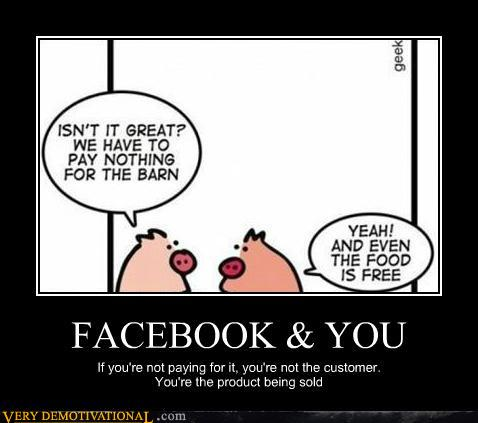 geek
ISN'T IT GREAT?
WE HAVE TO
PAY NOTHING
FOR THE BARN
YEAH!
AND EVEN
THE FOOD
IS FREE
FACEBOOK & YOU
If you're not paying for it, you're not the customer.
You're the product being sold
VERY DEMOTIVATIONAL.com